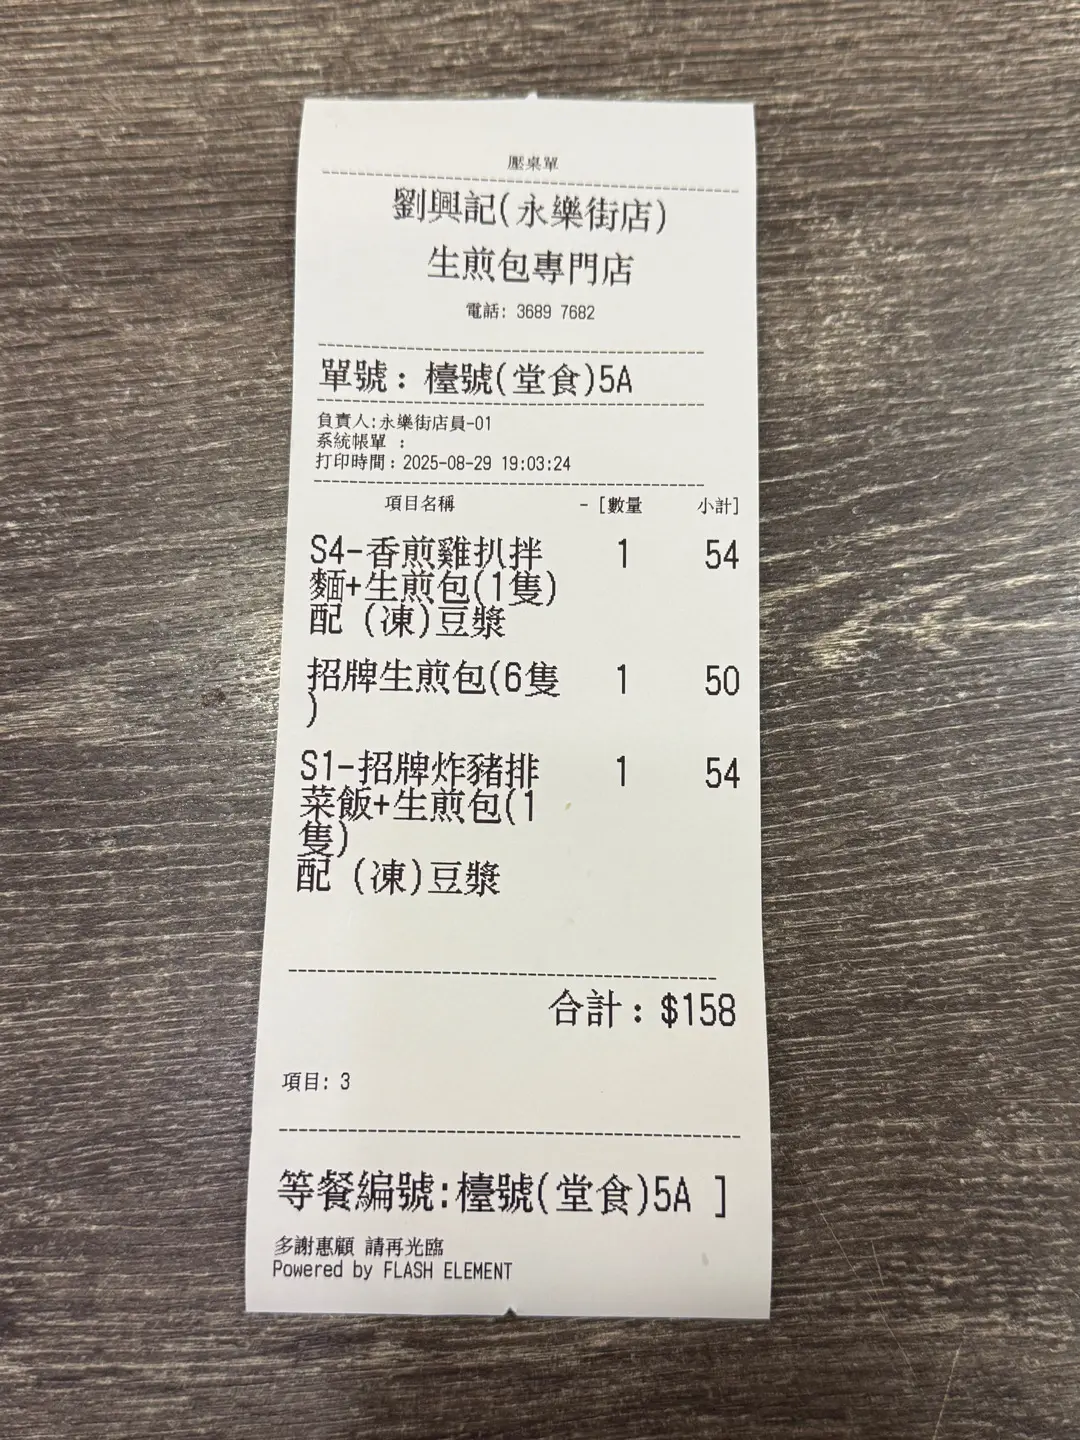 壓桌單
劉興記(永樂街店)
生煎包專門店
電話: 3689 7682
單號: 檯號(堂食)5A
負責人:永樂街店員-01
系統帳單 :
打印時間: 2025-08-29 19:03:24
項目名稱 - [數量 小計]
S4-香煎雞扒拌 1 54
麵+生煎包(1隻)
配 (凍)豆漿
招牌生煎包(6隻 1 50
)
S1-招牌炸豬排 1 54
菜飯+生煎包(1
隻)
配 (凍)豆漿
合計: $158
項目: 3
等餐編號:檯號(堂食)5A ]
多謝惠顧 請再光臨
Powered by FLASH ELEMENT